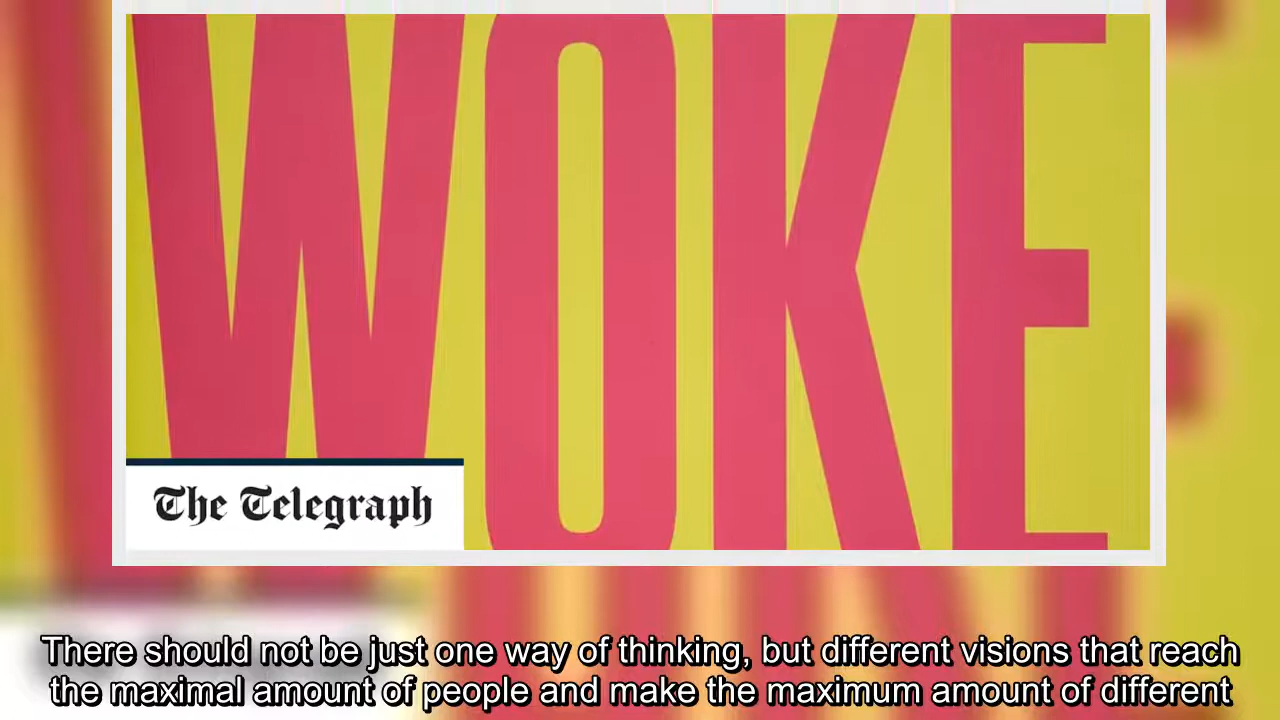 WOKE
The Telegraph
There should not be just one way of thinking, but different visions that reach
the maximal amount of people and make the maximum amount of different